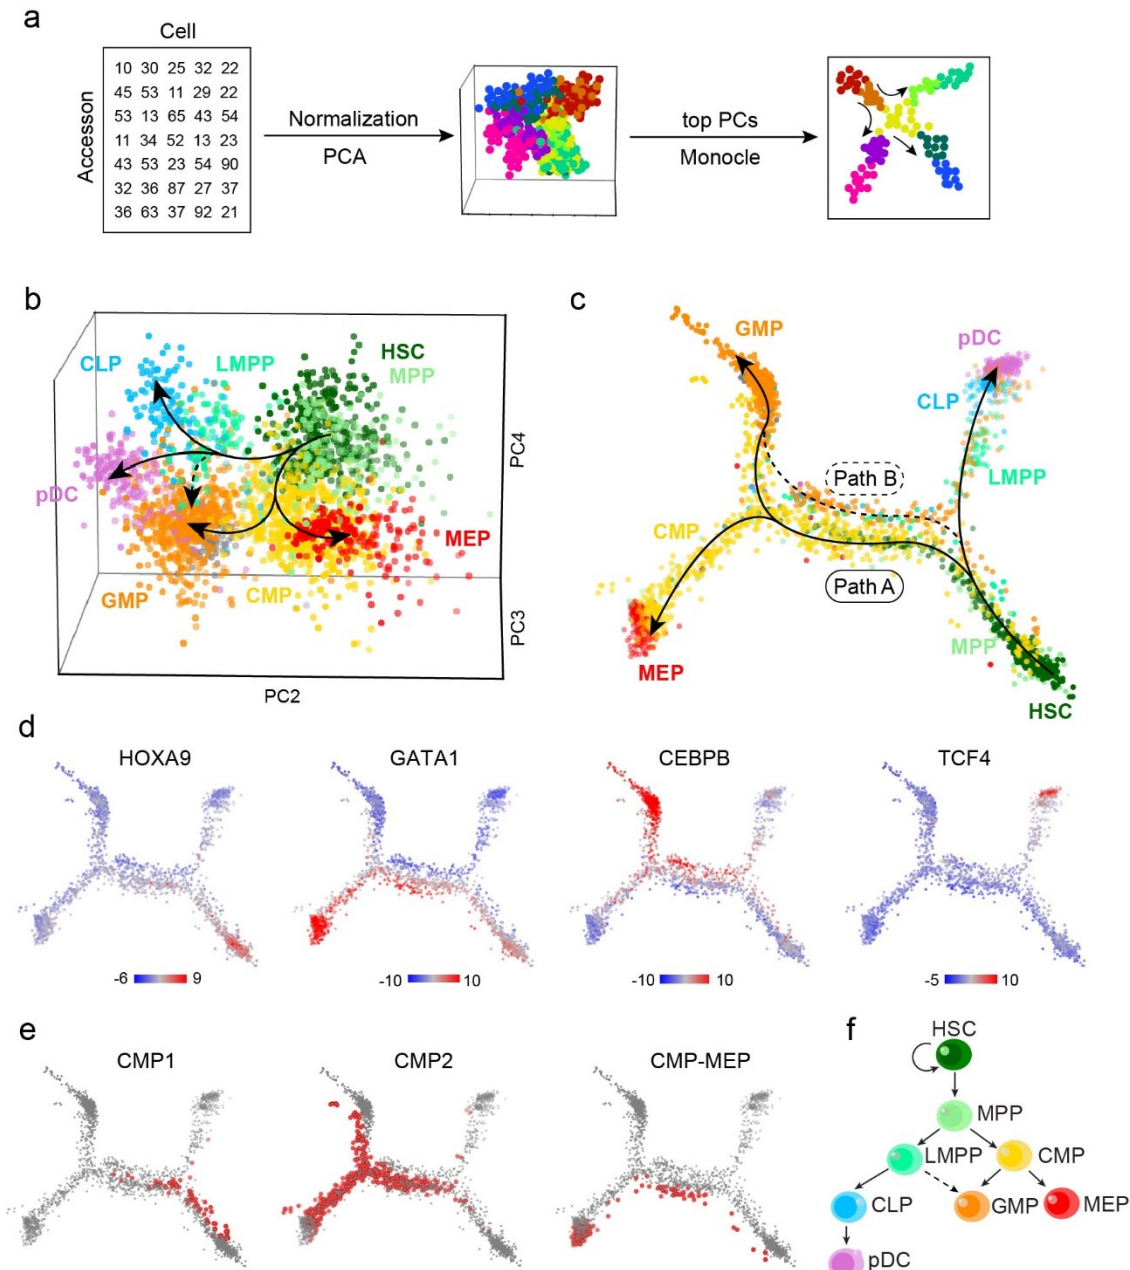 a
Cell
Accesson
10 30 25 32 22
45 53 11 29 22
53 13 65 43 54
11 34 52 13 23
43 53 23 54 90
32 36 87 27 37
36 63 37 92 21
Normalization
PCA
top PCs
Monocle
b
CLP
LMPP
HSC
MPP
pDC
GMP
CMP
MEP
PC4
PC3
PC2
c
GMP
pDC
CLP
LMPP
Path B
CMP
Path A
MPP
MEP
HSC
d
HOXA9
GATA1
CEBPB
TCF4
-6 9
-10 10
-10 10
-5 10
e
CMP1
CMP2
CMP-MEP
f
HSC
MPP
LMPP
CMP
CLP
GMP
MEP
pDC